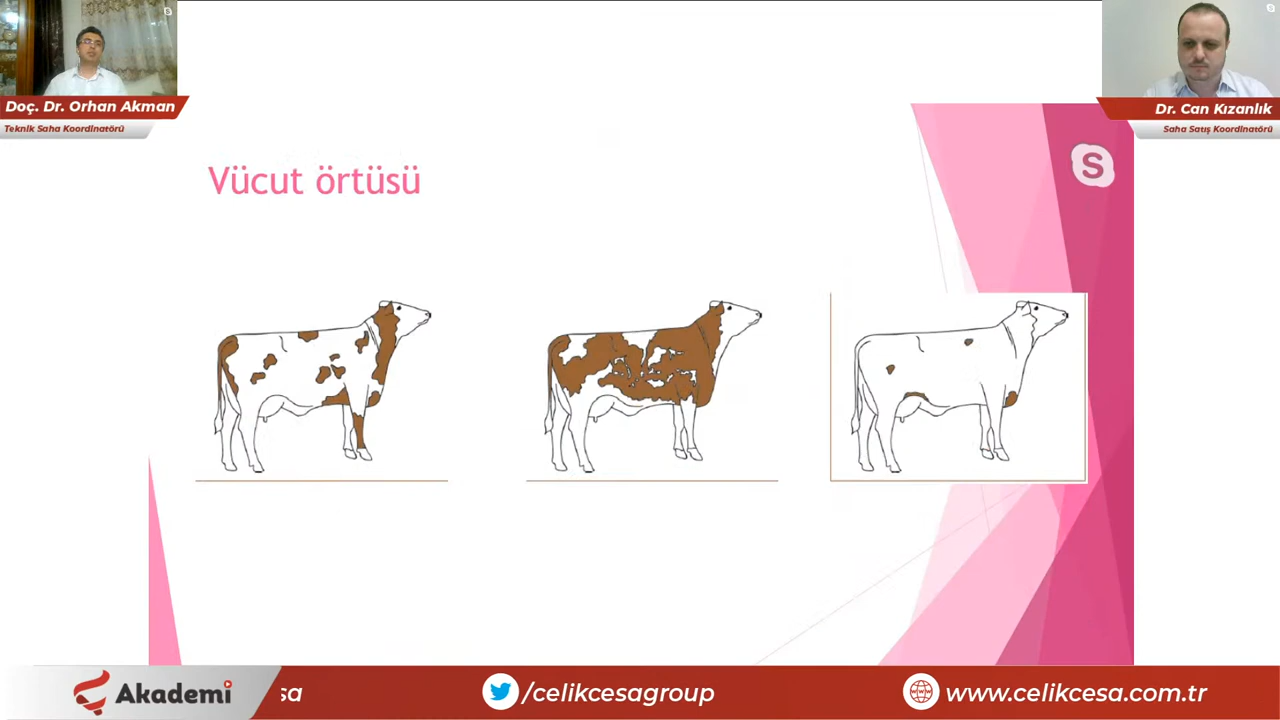 Doç. Dr. Orhan Akman
Teknik Saha Koordinatörü
Dr. Can Kızanlık
Saha Satış Koordinatörü
Vücut örtüsü
S
Akademi
sa
/celikcesagroup
www.celikcesa.com.tr